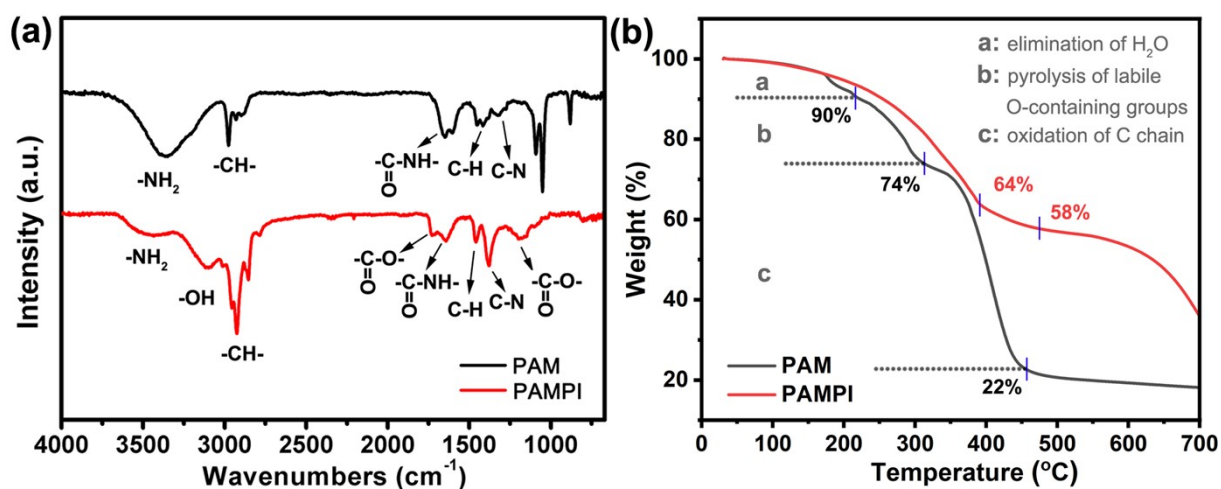 (a)
Intensity (a.u.)
-NH₂
-CH-
-C-NH-
O
C-H
C-N
-NH₂
-OH
-CH-
-C-O-
O
-C-NH-
O
C-H
C-N
-C-O-
O
PAM
PAMPI
4000 3500 3000 2500 2000 1500 1000
Wavenumbers (cm⁻¹)
(b)
Weight (%)
100
80
60
40
20
a: elimination of H₂O
b: pyrolysis of labile
O-containing groups
c: oxidation of C chain
a
90%
b
74%
64%
58%
c
22%
PAM
PAMPI
0 100 200 300 400 500 600 700
Temperature (°C)